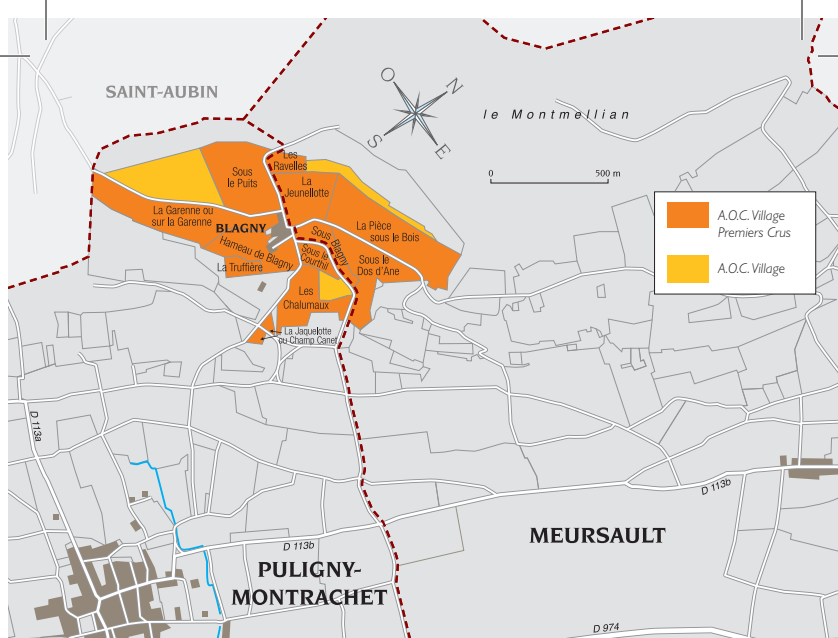 SAINT-AUBIN
O
N
S
E
le Montmellian
0
500 m
A.O.C. Village
Premiers Crus
A.O.C. Village
Les
Ravelles
Sous
le Puits
La
Jeunellotte
La Garenne ou
sur la Garenne
BLAGNY
La Pièce
sous le Bois
Sous Blagny
Hameau de Blagny
Sous le
Courthil
Sous le
Dos d'Ane
La Truffière
Les
Chalumaux
La Jaquelotte
ou Champ Canet
D 113a
D 113b
D 113b
MEURSAULT
PULIGNY-
MONTRACHET
D 974